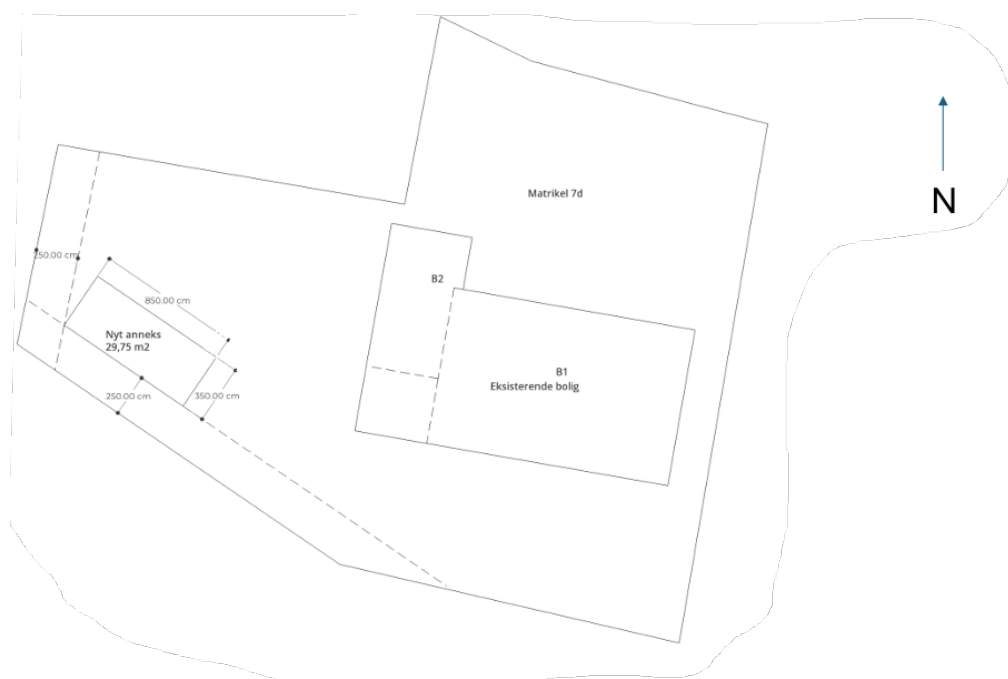 Matrikel 7d
N
250.00 cm
B2
850.00 cm
Nyt anneks
29,75 m2
B1
Eksisterende bolig
250.00 cm
350.00 cm